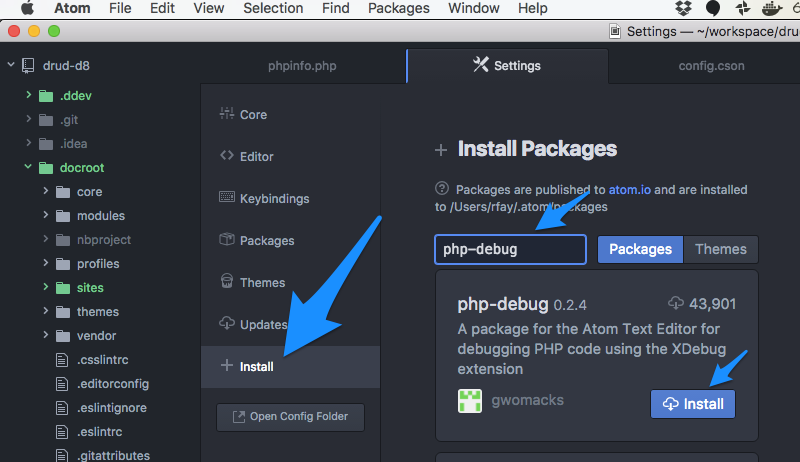 Atom File Edit View Selection Find Packages Window Help
Settings — ~/workspace/drud
drud-d8
phpinfo.php
Settings
config.cson
.ddev
.git
.idea
docroot
core
modules
nbproject
profiles
sites
themes
vendor
.csslintrc
.editorconfig
.eslintignore
.eslintrc
.gitattributes
Core
Editor
Keybindings
Packages
Themes
Updates
Install
Open Config Folder
Install Packages
Packages are published to atom.io and are installed
to /Users/rfay/.atom/packages
php-debug
Packages
Themes
php-debug 0.2.4
43,901
A package for the Atom Text Editor for
debugging PHP code using the XDebug
extension
gwomacks
Install